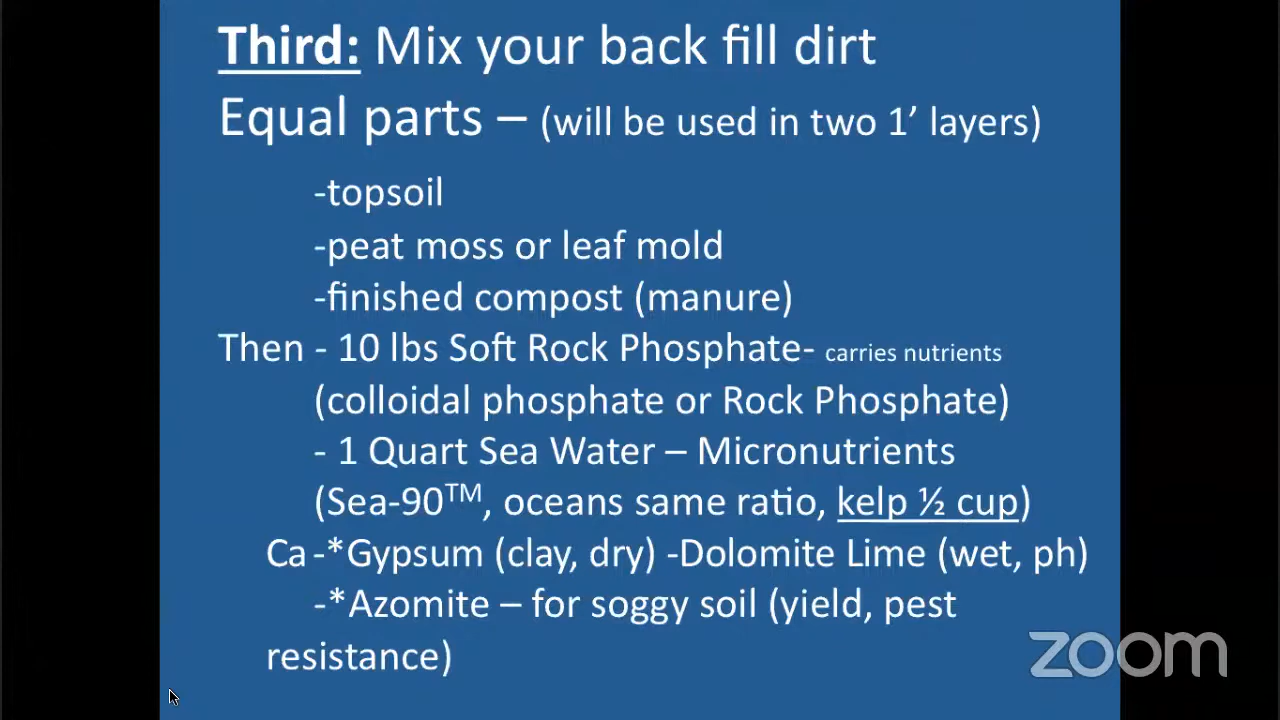 Third: Mix your back fill dirt
Equal parts – (will be used in two 1’ layers)
-topsoil
-peat moss or leaf mold
-finished compost (manure)
Then - 10 lbs Soft Rock Phosphate- carries nutrients
(colloidal phosphate or Rock Phosphate)
- 1 Quart Sea Water – Micronutrients
(Sea-90™, oceans same ratio, kelp ½ cup)
Ca -*Gypsum (clay, dry) -Dolomite Lime (wet, ph)
-*Azomite – for soggy soil (yield, pest
resistance)
zoom